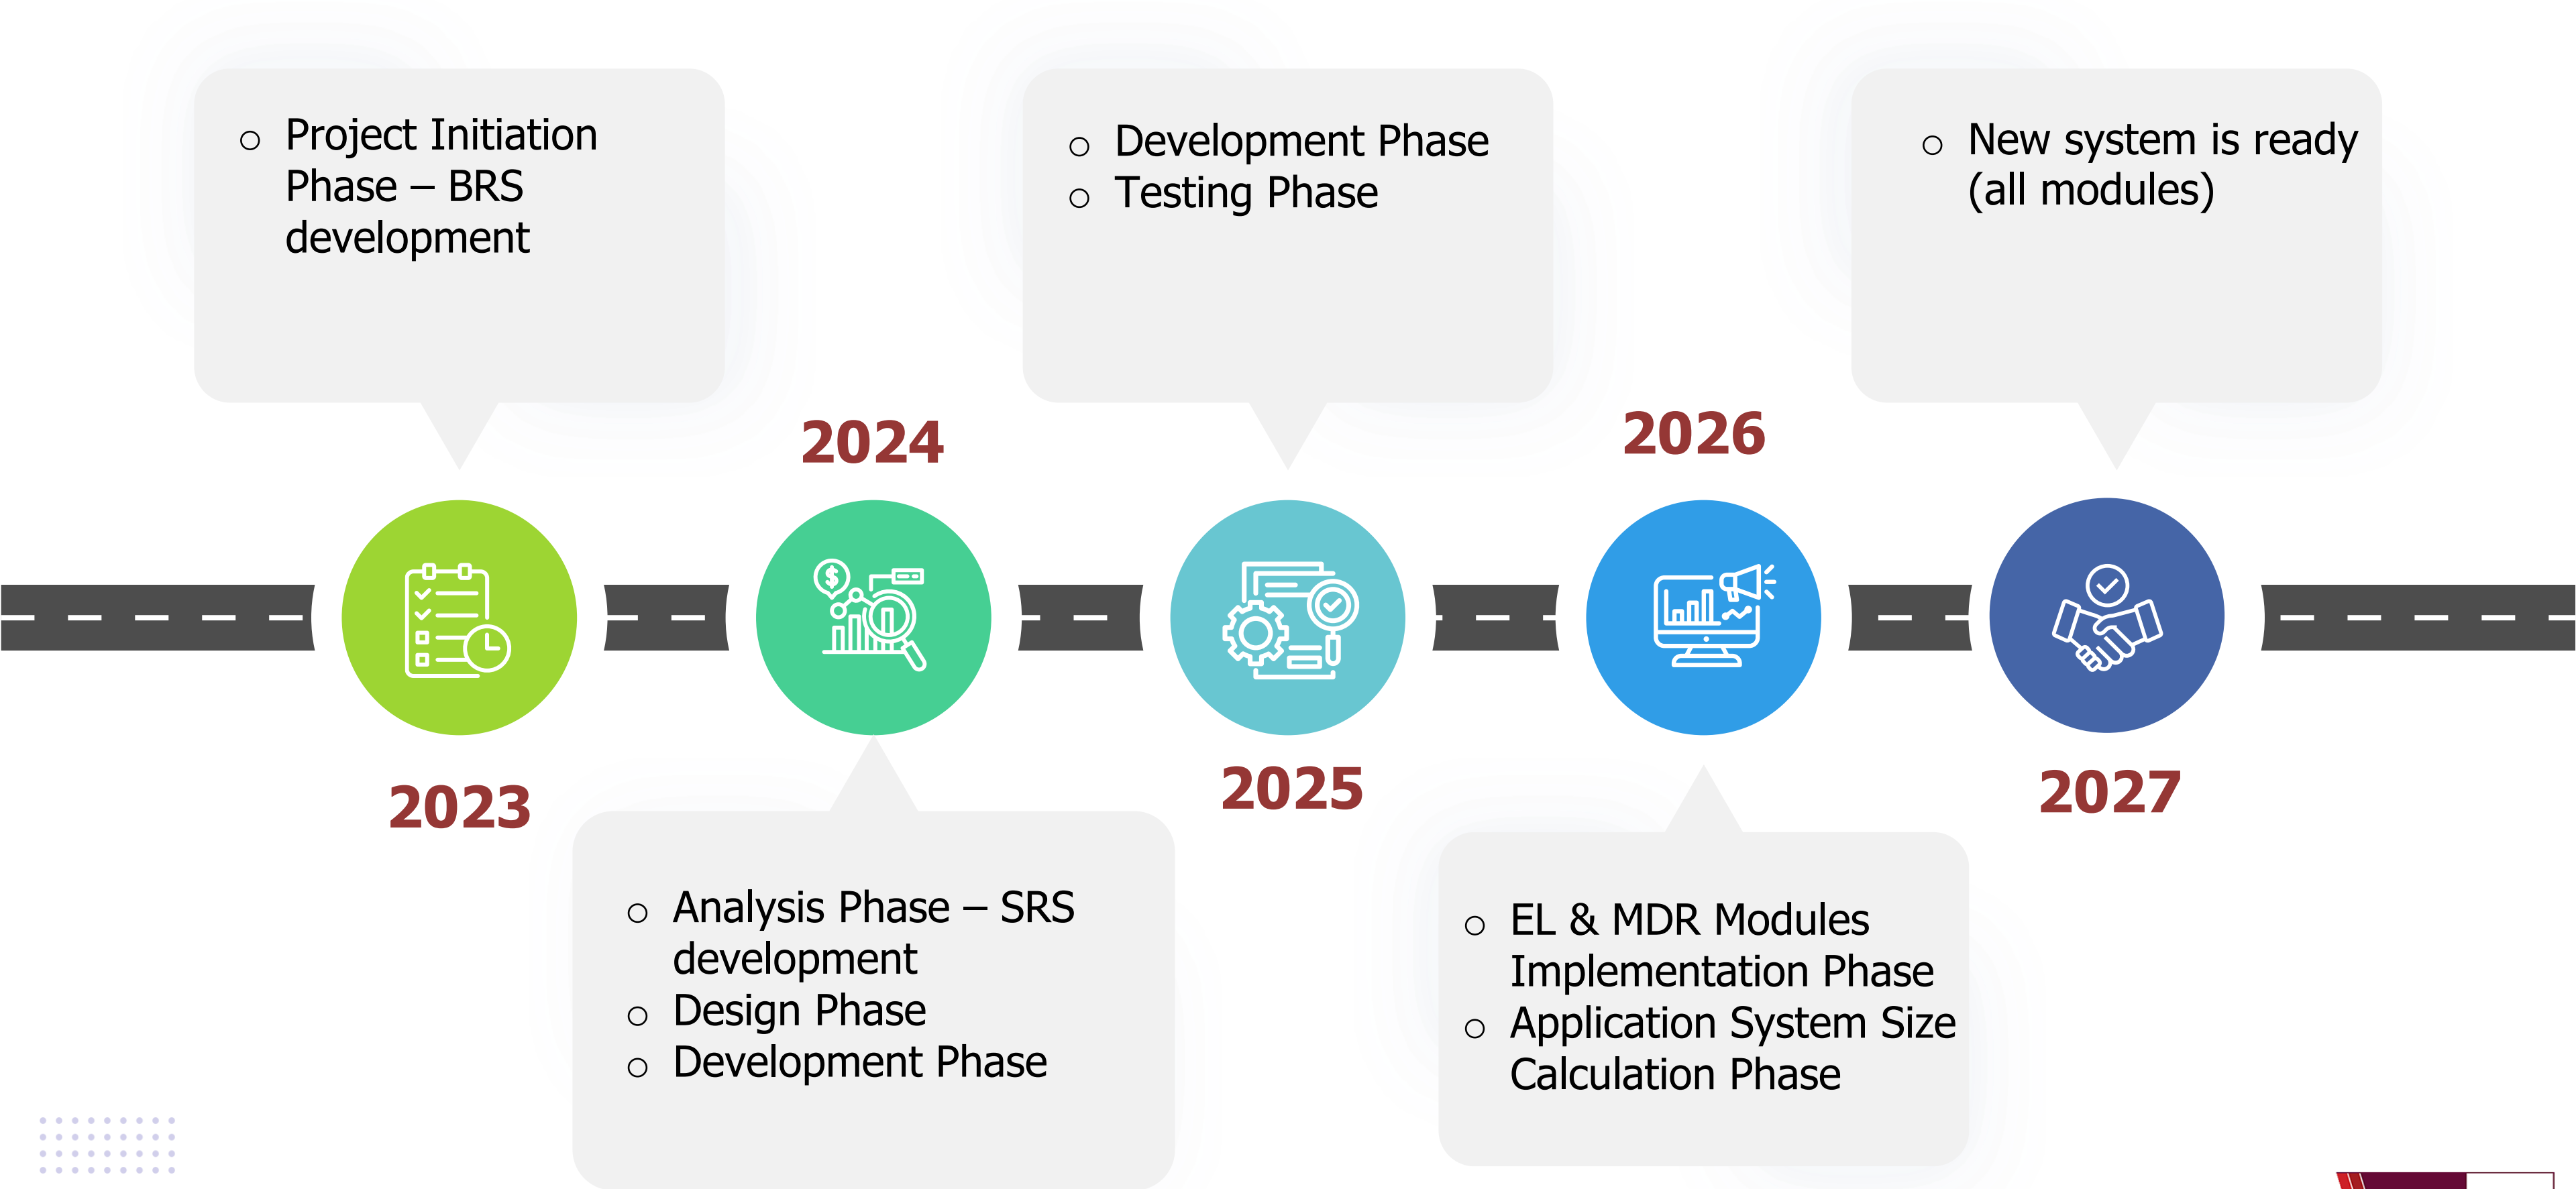 ○ Project Initiation
Phase – BRS
development
2023
2024
○ Analysis Phase – SRS
development
○ Design Phase
○ Development Phase
○ Development Phase
○ Testing Phase
2025
2026
○ EL & MDR Modules
Implementation Phase
○ Application System Size
Calculation Phase
○ New system is ready
(all modules)
2027
$